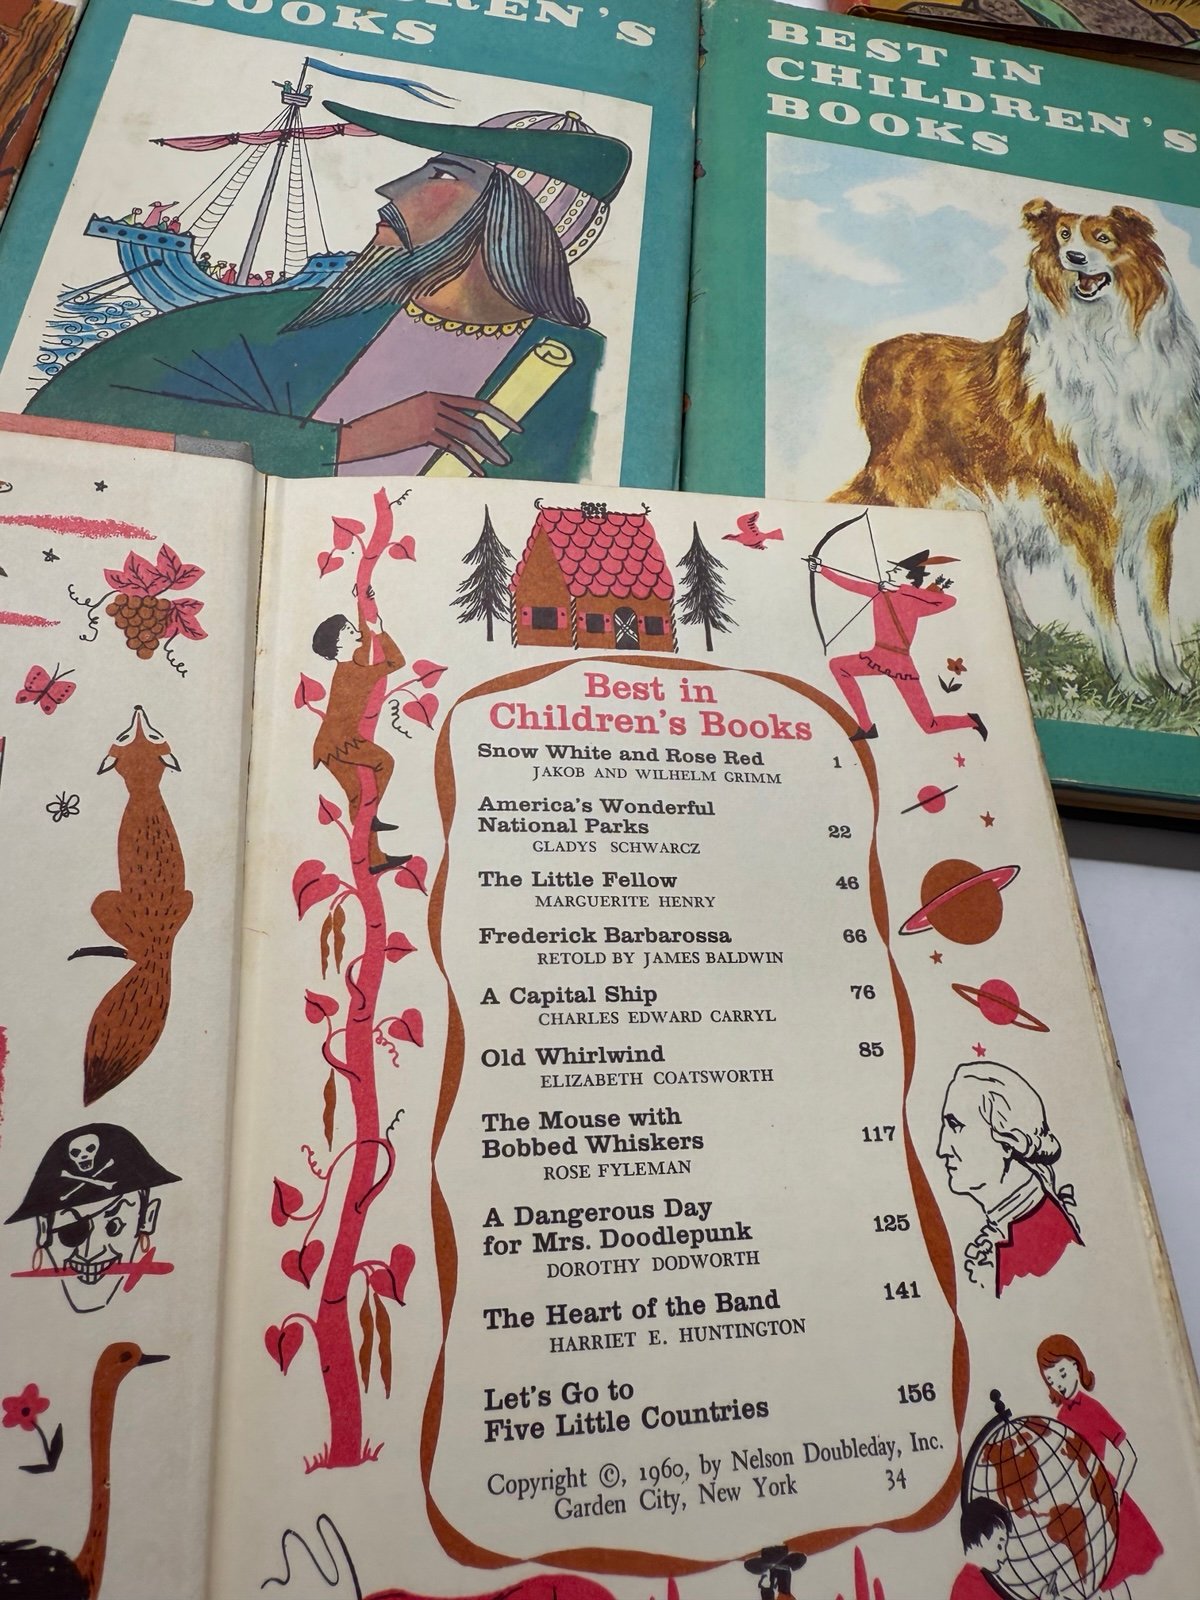 BOOKS
BEST IN
CHILDREN'S
BOOKS
Best in
Children's Books
Snow White and Rose Red 1
JAKOB AND WILHELM GRIMM
America's Wonderful
National Parks 22
GLADYS SCHWARCZ
The Little Fellow 46
MARGUERITE HENRY
Frederick Barbarossa 66
RETOLD BY JAMES BALDWIN
A Capital Ship 76
CHARLES EDWARD CARRYL
Old Whirlwind 85
ELIZABETH COATSWORTH
The Mouse with
Bobbed Whiskers 117
ROSE FYLEMAN
A Dangerous Day
for Mrs. Doodlepunk 125
DOROTHY DODWORTH
The Heart of the Band 141
HARRIET E. HUNTINGTON
Let's Go to
Five Little Countries 156
Copyright ©, 1960, by Nelson Doubleday, Inc.
Garden City, New York 34